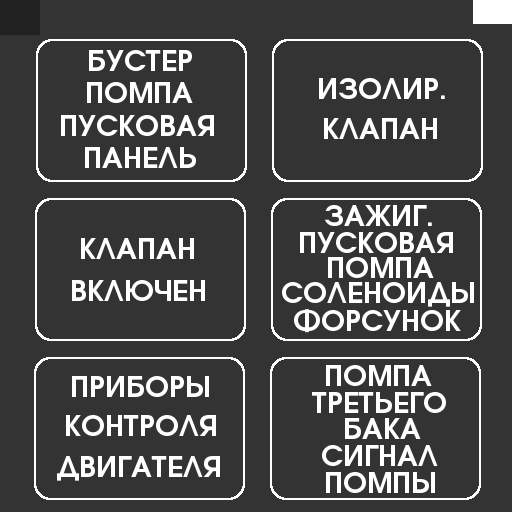 БУСТЕР
ПОМПА
ПУСКОВАЯ
ПАНЕЛЬ
ИЗОЛИР.
КЛАПАН
КЛАПАН
ВКЛЮЧЕН
ЗАЖИГ.
ПУСКОВАЯ
ПОМПА
СОЛЕНОИДЫ
ФОРСУНОК
ПРИБОРЫ
КОНТРОЛЯ
ДВИГАТЕЛЯ
ПОМПА
ТРЕТЬЕГО
БАКА
СИГНАЛ
ПОМПЫ